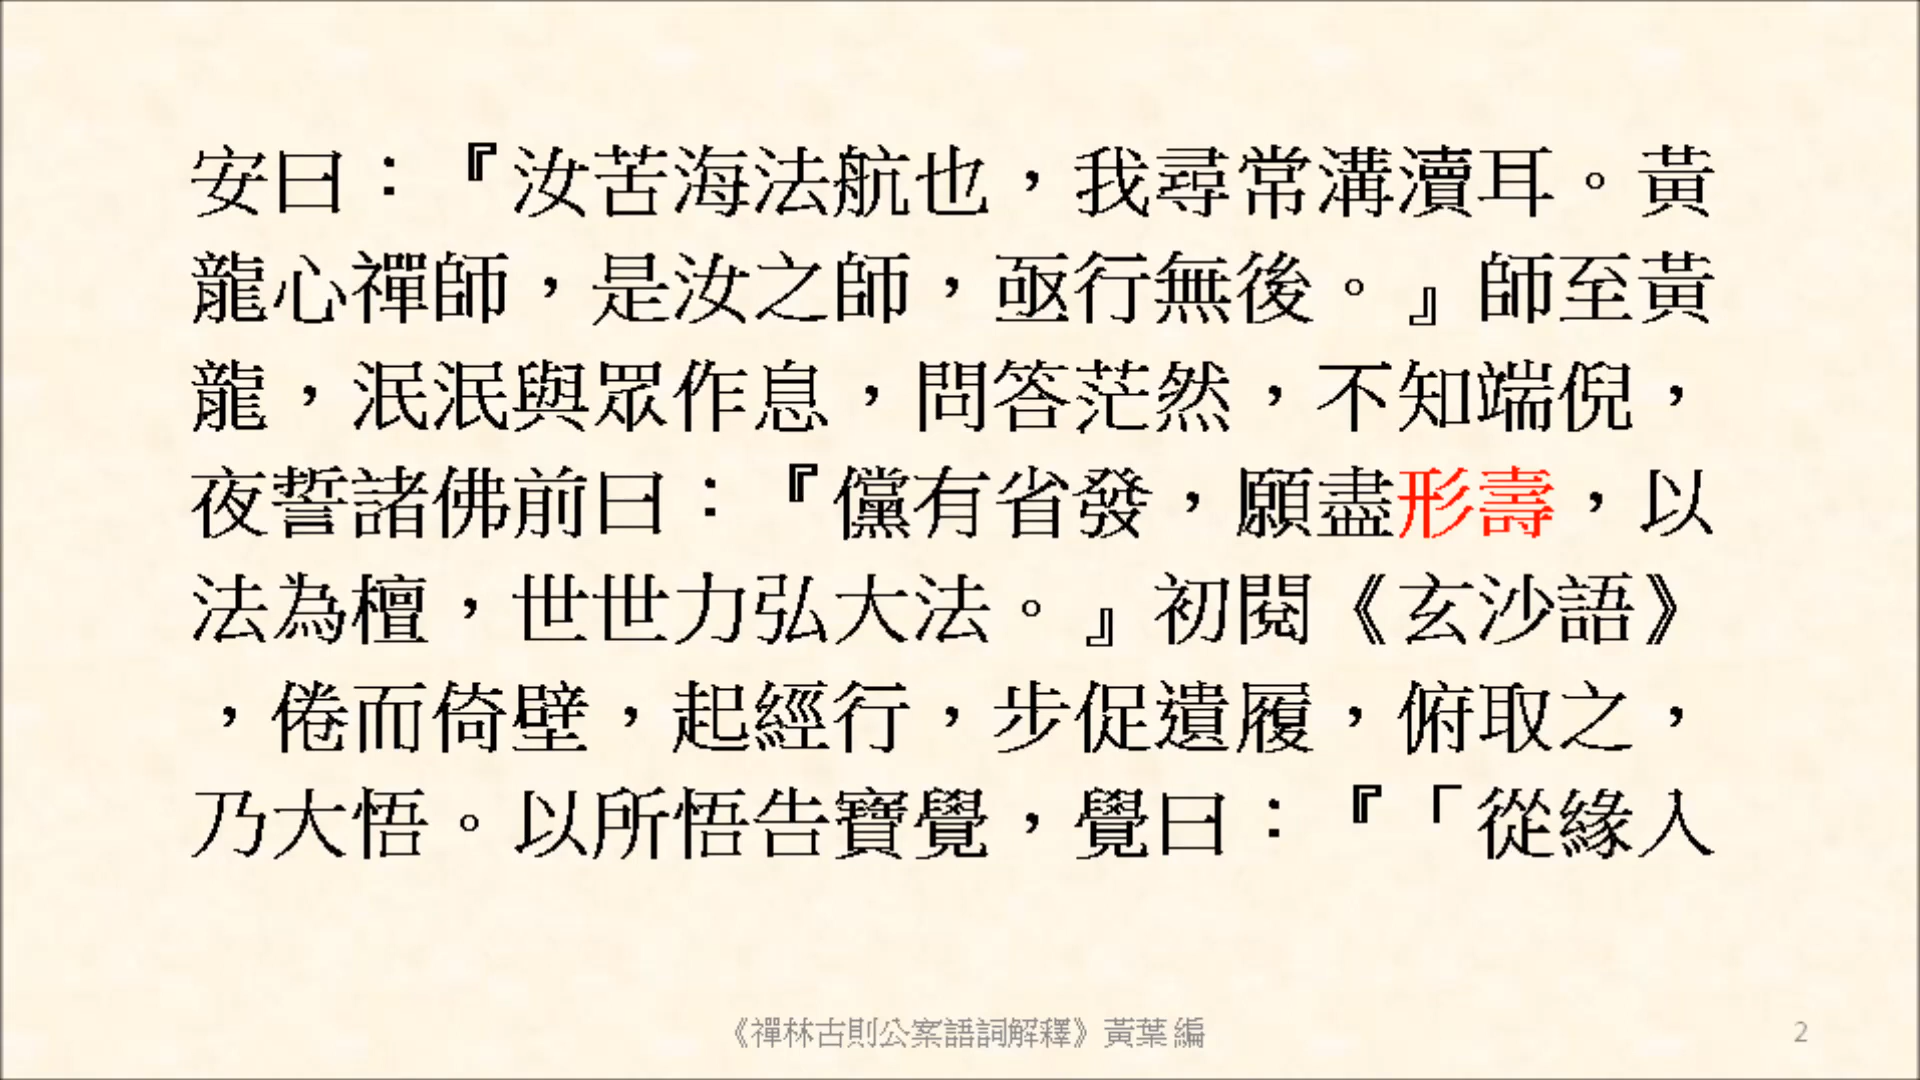 安曰：『汝苦海法航也，我尋常溝瀆耳。黃
龍心禪師，是汝之師，亟行無後。』師至黃
龍，泯泯與眾作息，問答茫然，不知端倪，
夜誓諸佛前曰：『儻有省發，願盡形壽，以
法為檀，世世力弘大法。』初閱《玄沙語》
，倦而倚壁，起經行，步促遺履，俯取之，
乃大悟。以所悟告寶覺，覺曰：『「從緣入
《禪林古則公案語詞解釋》黃葉 編
2